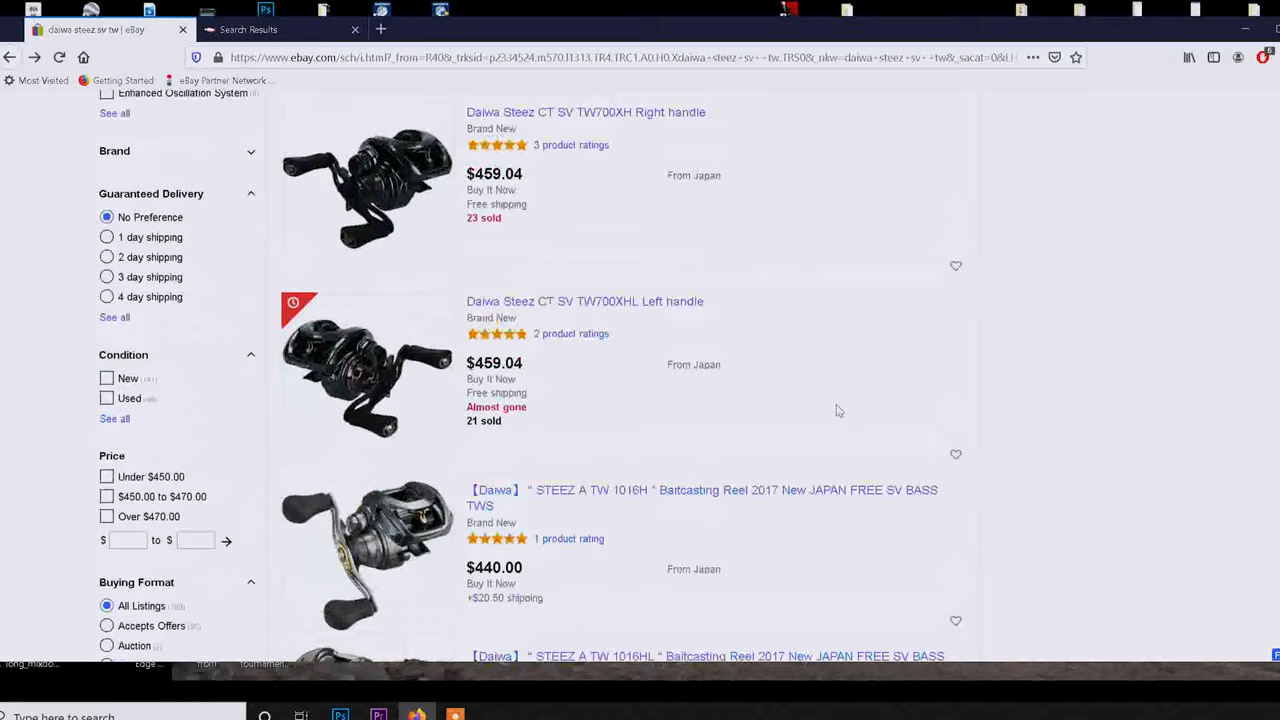 daiwa steez sv tw | eBay
Search Results
https://www.ebay.com/sch/i.html?_from=R40&_trksid=p2334524.m570.l1313.TR4.TRC1.A0.H0.Xdaiwa+steez+sv++tw.TRS0&_nkw=daiwa+steez+sv++tw&_sacat=0&LH
Most Visited
Getting Started
eBay Partner Network ...
Enhanced Oscillation System
See all
Brand
Guaranteed Delivery
No Preference
1 day shipping
2 day shipping
3 day shipping
4 day shipping
See all
Condition
New
Used
See all
Price
Under $450.00
$450.00 to $470.00
Over $470.00
$ to $
Buying Format
All Listings
Accepts Offers
Auction
Daiwa Steez CT SV TW700XH Right handle
Brand New
3 product ratings
$459.04
From Japan
Buy It Now
Free shipping
23 sold
Daiwa Steez CT SV TW700XHL Left handle
Brand New
2 product ratings
$459.04
From Japan
Buy It Now
Free shipping
Almost gone
21 sold
【Daiwa】 " STEEZ A TW 1016H " Baitcasting Reel 2017 New JAPAN FREE SV BASS
TWS
Brand New
1 product rating
$440.00
From Japan
Buy It Now
+$20.50 shipping
【Daiwa】 " STEEZ A TW 1016HL " Baitcasting Reel 2017 New JAPAN FREE SV BASS
Edge ...
from
Type here to search
Ps
Pr